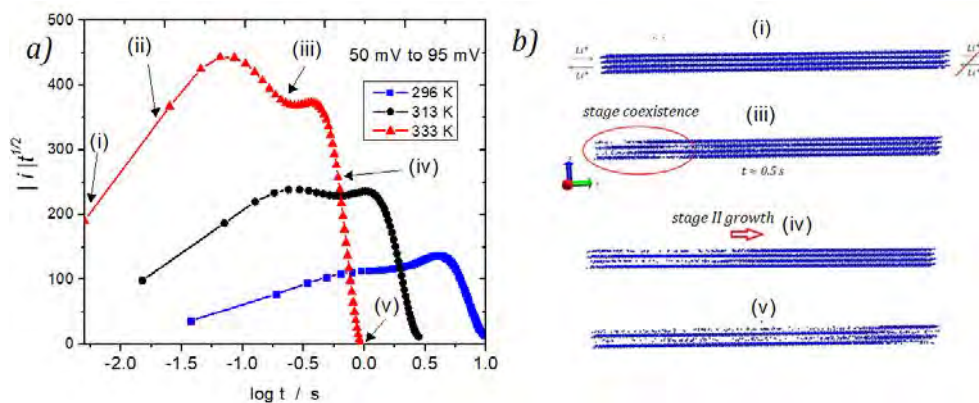 a)
(i)
(ii)
(iii)
(iv)
(v)
50 mV to 95 mV
296 K
313 K
333 K
| i |t^1/2
500
400
300
200
100
0
-2.0 -1.5 -1.0 -0.5 0.0 0.5 1.0
log t / s
b)
(i)
Li⁺
Li⁺
Li⁺
Li⁺
stage coexistence
(iii)
t ≈ 0.5 s
stage II growth
(iv)
(v)